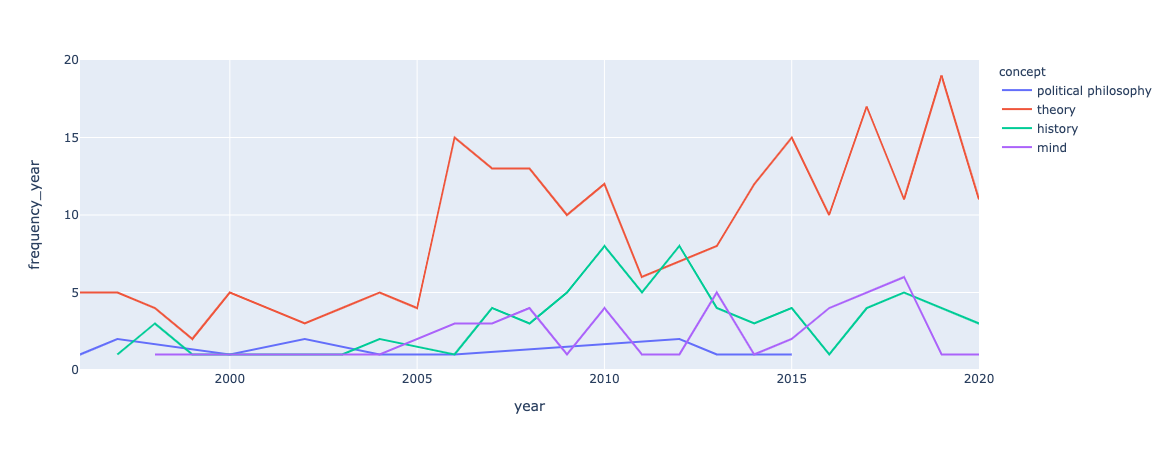 frequency_year
20
15
10
5
0
2000 2005 2010 2015 2020
year
concept
political philosophy
theory
history
mind